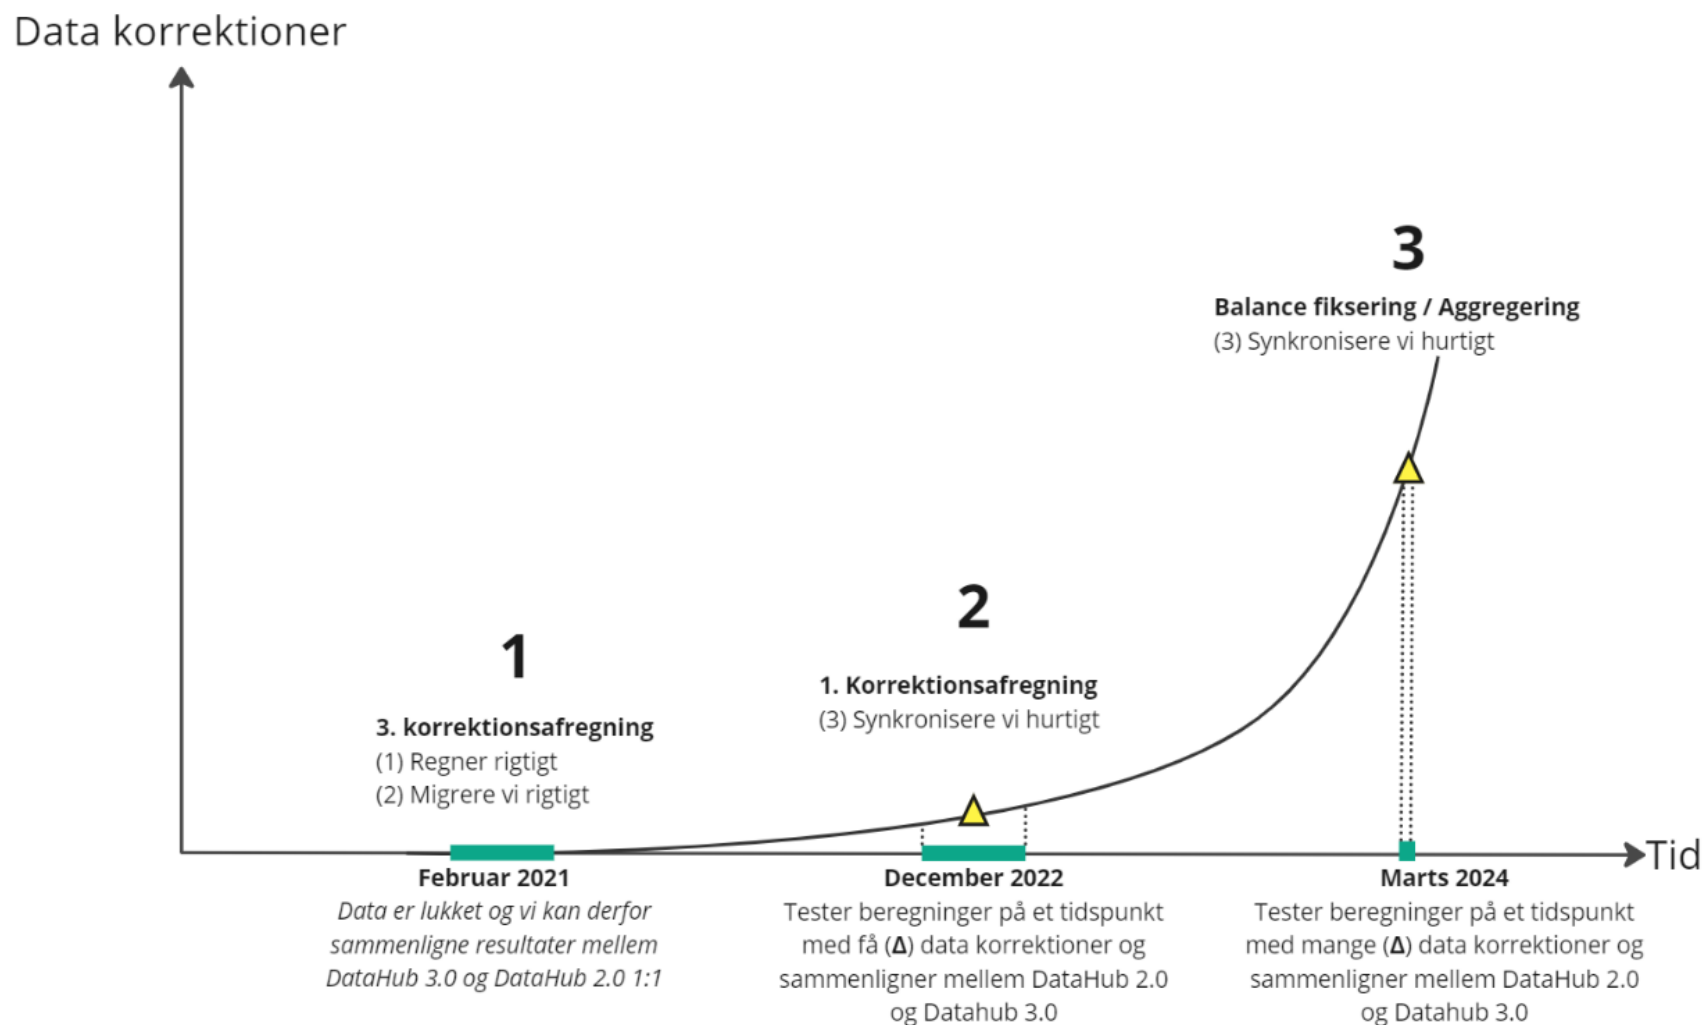 Data korrektioner
3
Balance fiksering / Aggregering
(3) Synkronisere vi hurtigt
2
1. Korrektionsafregning
(3) Synkronisere vi hurtigt
1
3. korrektionsafregning
(1) Regner rigtigt
(2) Migrere vi rigtigt
Tid
Februar 2021
Data er lukket og vi kan derfor
sammenligne resultater mellem
DataHub 3.0 og DataHub 2.0 1:1
December 2022
Tester beregninger på et tidspunkt
med få (Δ) data korrektioner og
sammenligner mellem DataHub 2.0
og Datahub 3.0
Marts 2024
Tester beregninger på et tidspunkt
med mange (Δ) data korrektioner og
sammenligner mellem DataHub 2.0
og Datahub 3.0